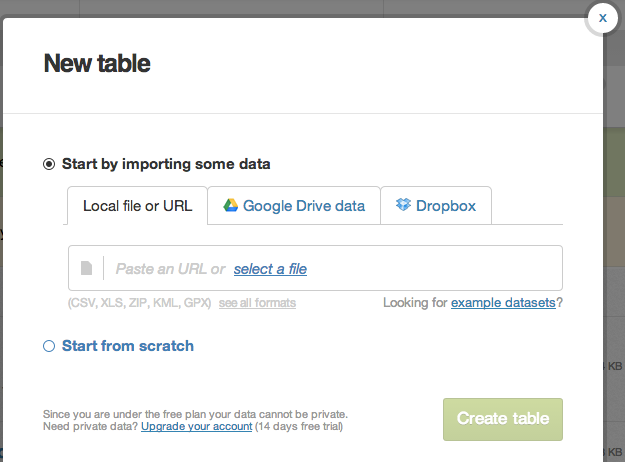 x
New table
Start by importing some data
Local file or URL Google Drive data Dropbox
Paste an URL or select a file
(CSV, XLS, ZIP, KML, GPX) see all formats Looking for example datasets?
Start from scratch
KB
Since you are under the free plan your data cannot be private.
Need private data? Upgrade your account (14 days free trial)
Create table
KB